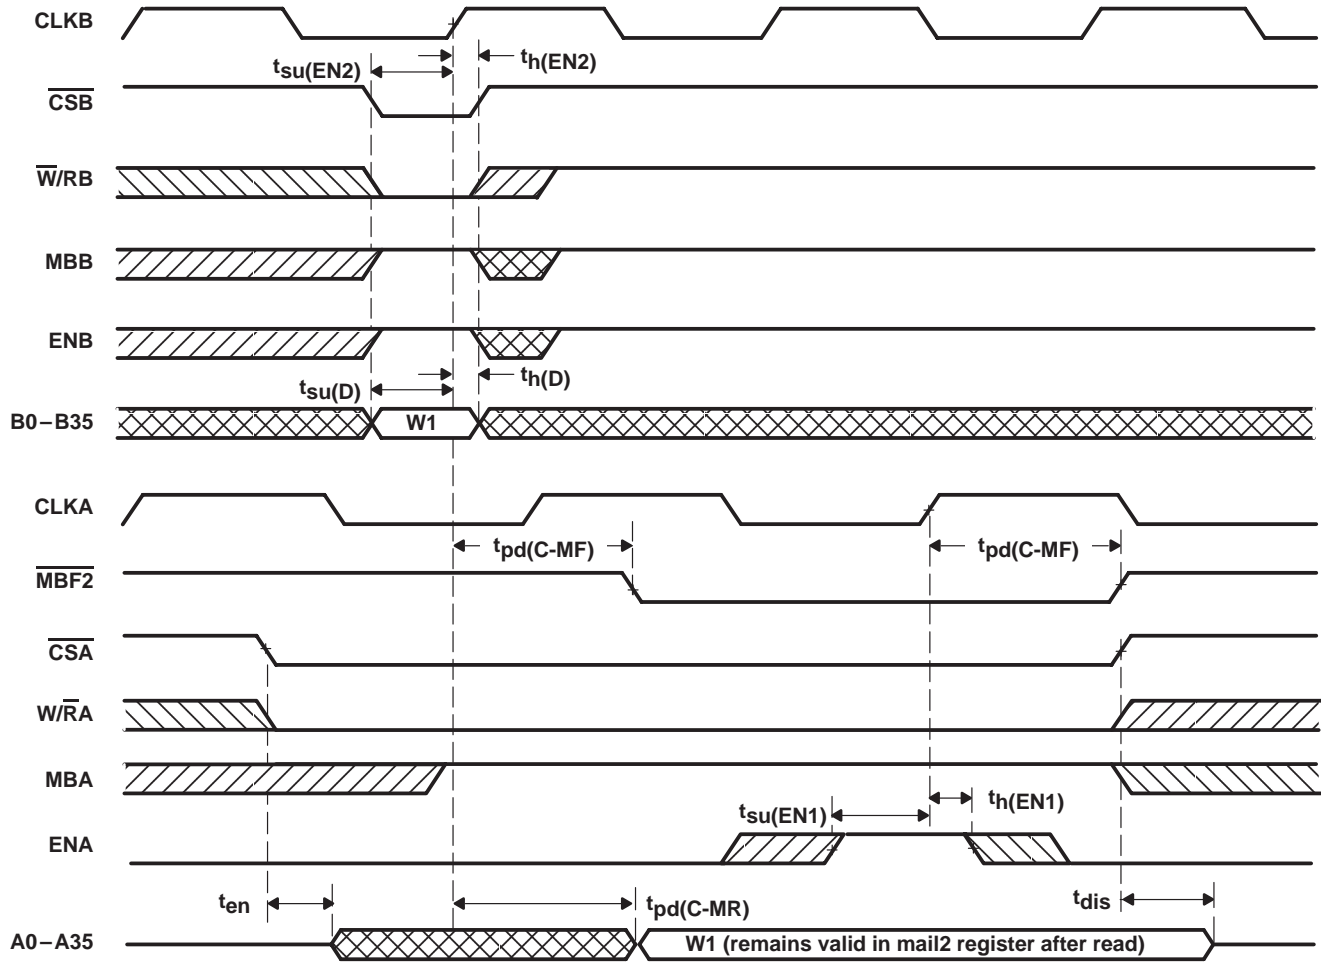 CLKB
tsu(EN2)
th(EN2)
CSB
W/RB
MBB
ENB
tsu(D)
th(D)
B0–B35
W1
CLKA
tpd(C-MF)
tpd(C-MF)
MBF2
CSA
W/RA
MBA
tsu(EN1)
th(EN1)
ENA
ten
tpd(C-MR)
tdis
A0–A35
W1 (remains valid in mail2 register after read)